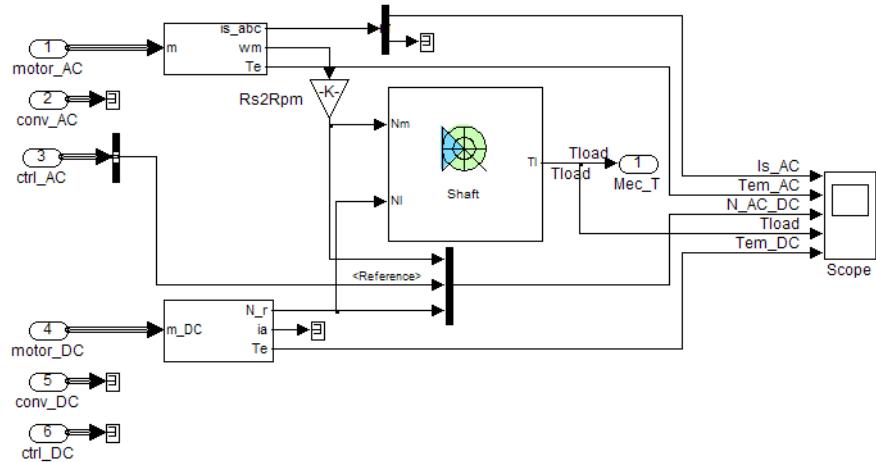 1
motor_AC
m
is_abc
wm
Te
2
conv_AC
-K-
Rs2Rpm
3
ctrl_AC
Nm
Nl
Tl
Shaft
Tload
Tload
1
Mec_T
Is_AC
Tem_AC
N_AC_DC
Tload
Tem_DC
Scope
<Reference>
4
motor_DC
m_DC
N_r
ia
Te
5
conv_DC
6
ctrl_DC